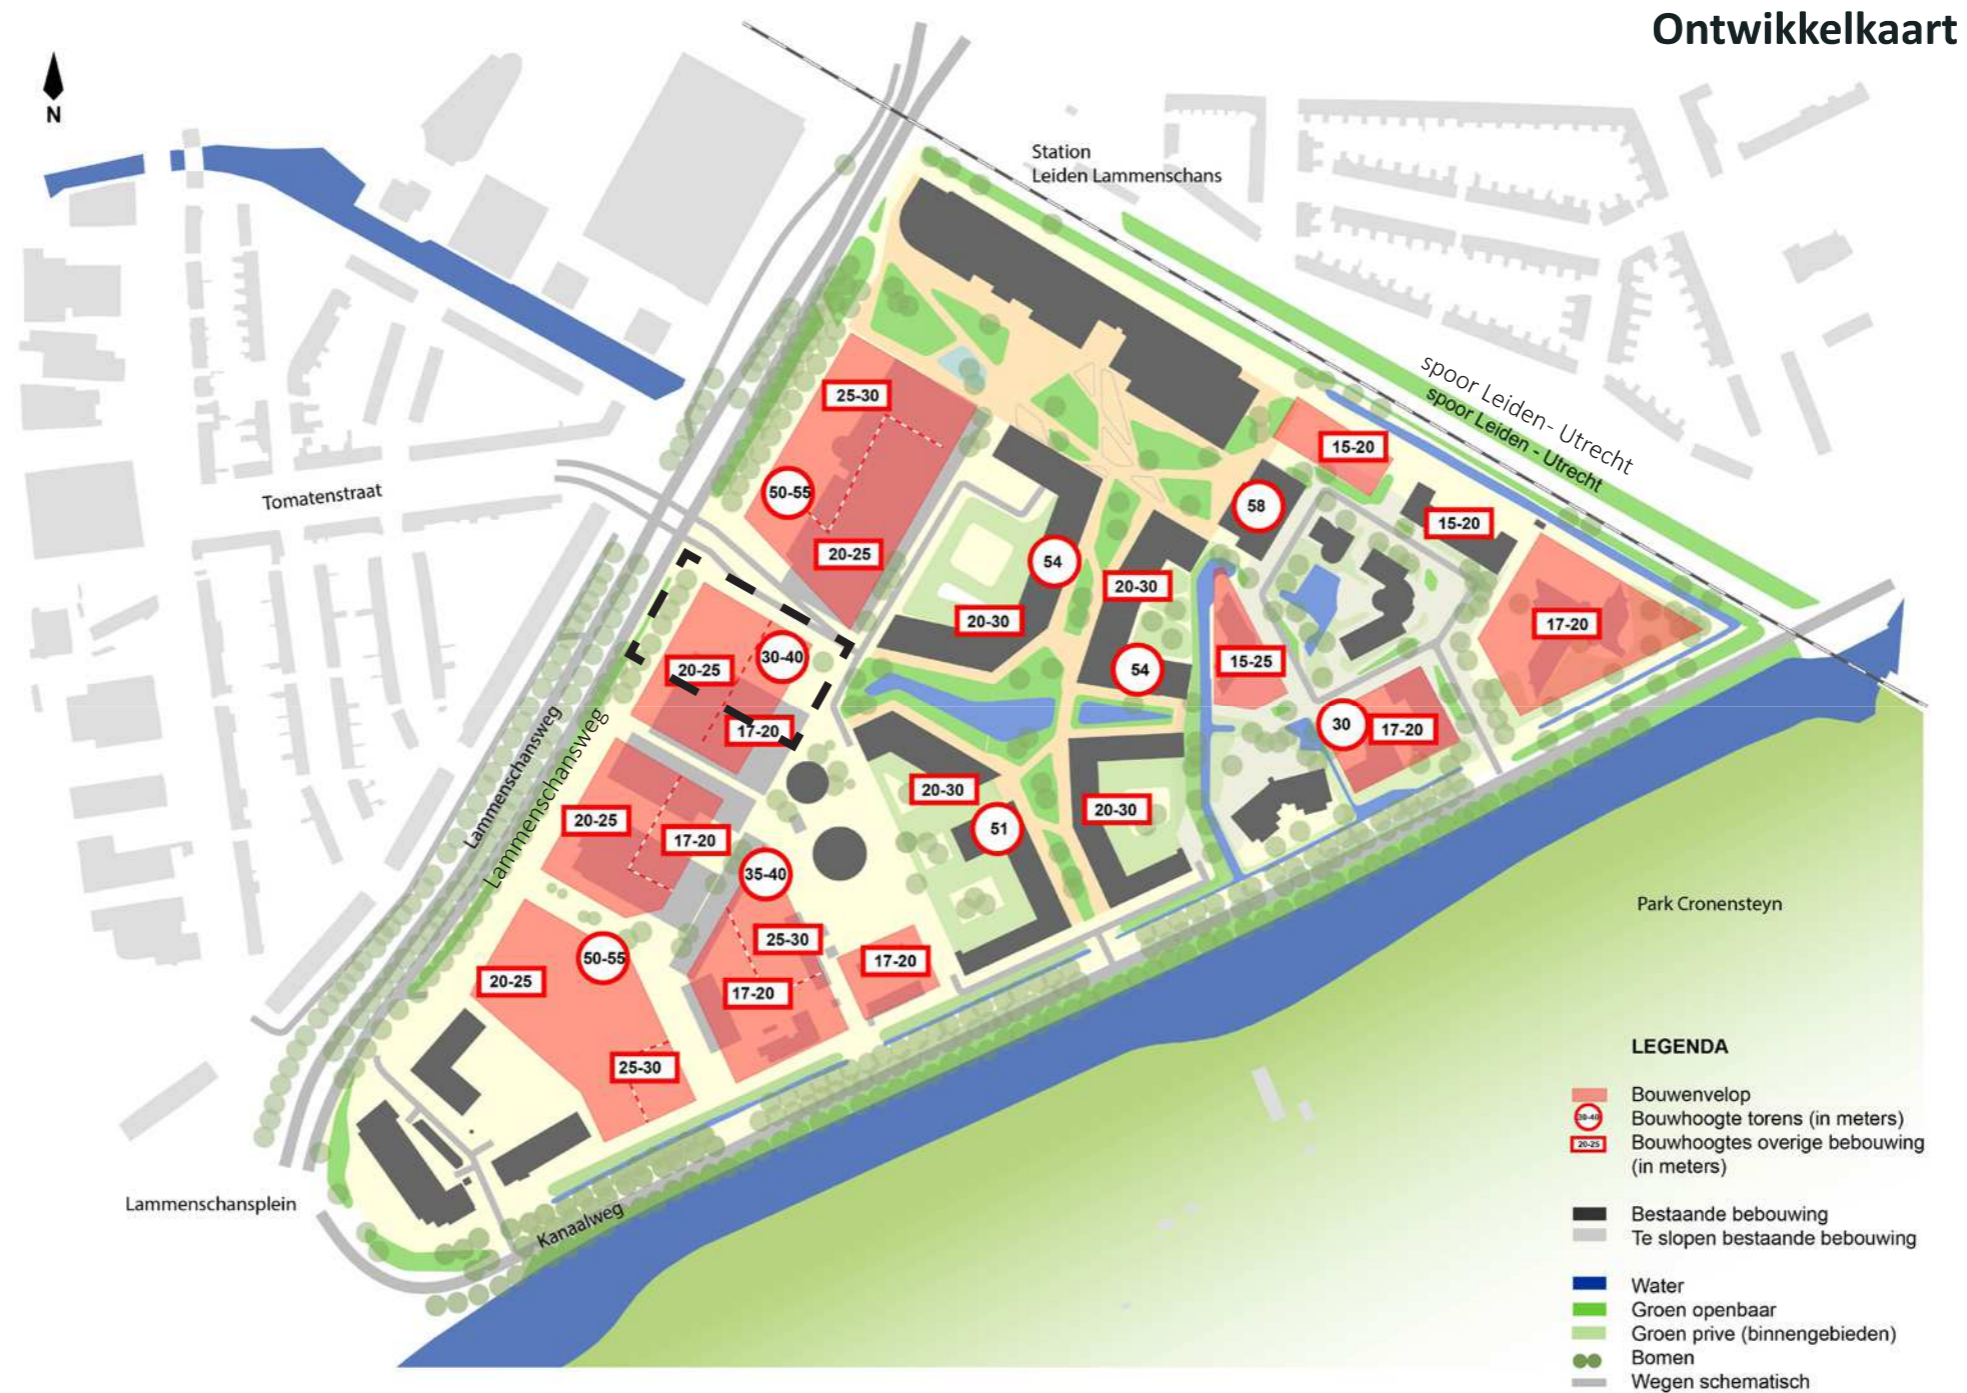 Ontwikkelkaart
N
Station
Leiden Lammenschans
spoor Leiden- Utrecht
spoor Leiden - Utrecht
25-30
15-20
Tomatenstraat
50-55
58
15-20
20-25
54
20-30
20-30
17-20
30-40
20-25
54
15-25
17-20
30
17-20
Lammenschansweg
Lammenschansweg
20-30
20-30
20-25
51
17-20
35-40
Park Cronensteyn
25-30
50-55
17-20
20-25
17-20
25-30
Lammenschansplein
Kanaalweg
LEGENDA
Bouwenvelop
30-40
Bouwhoogte torens (in meters)
20-25
Bouwhoogtes overige bebouwing
(in meters)
Bestaande bebouwing
Te slopen bestaande bebouwing
Water
Groen openbaar
Groen prive (binnengebieden)
Bomen
Wegen schematisch